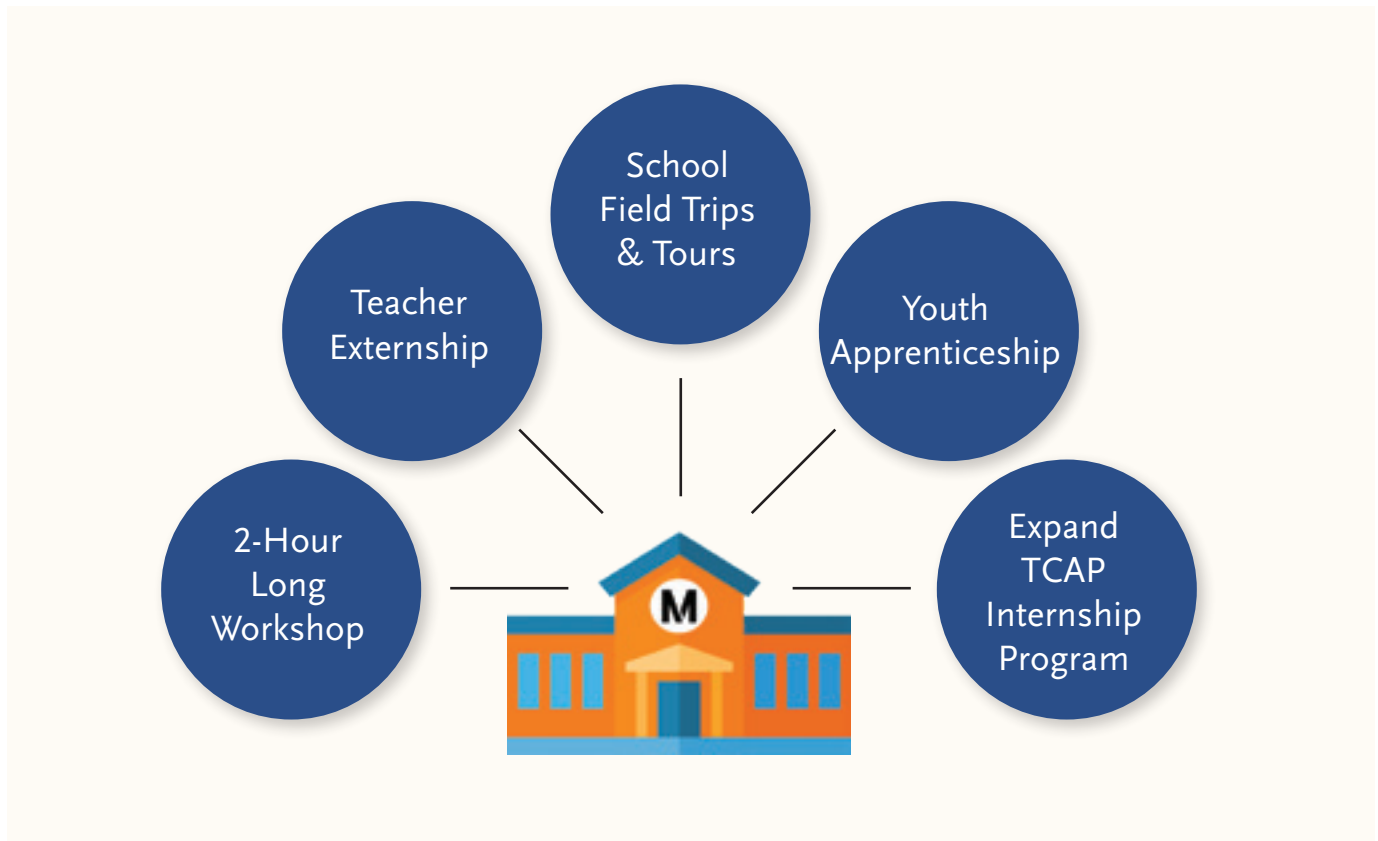 School
Field Trips
& Tours
Teacher
Externship
Youth
Apprenticeship
2-Hour
Long
Workshop
Expand
TCAP
Internship
Program
M